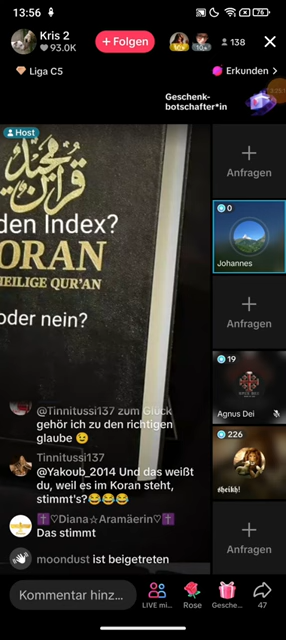 13:56
76
Kris 2
93.0K
+ Folgen
10+
138
Liga C5
Erkunden >
Geschenk-
botschafter*in
Host
قرآن مجيد
den Index?
ORAN
HEILIGE QUR'AN
oder nein?
Anfragen
0
Johannes
Anfragen
19
Agnus Dei
226
Anfragen
@Tinnitussi137 zum Glück
gehör ich zu den richtigen
glaube 😉
Tinnitussi137
@Yakoub_2014 Und das weißt
du, weil es im Koran steht,
stimmt's?😂😂😂
✝️♡Diana☆Aramäerin♡✝️
Das stimmt
moondust ist beigetreten
Kommentar hinz...
LIVE mi...
Rose
Gesche...
47